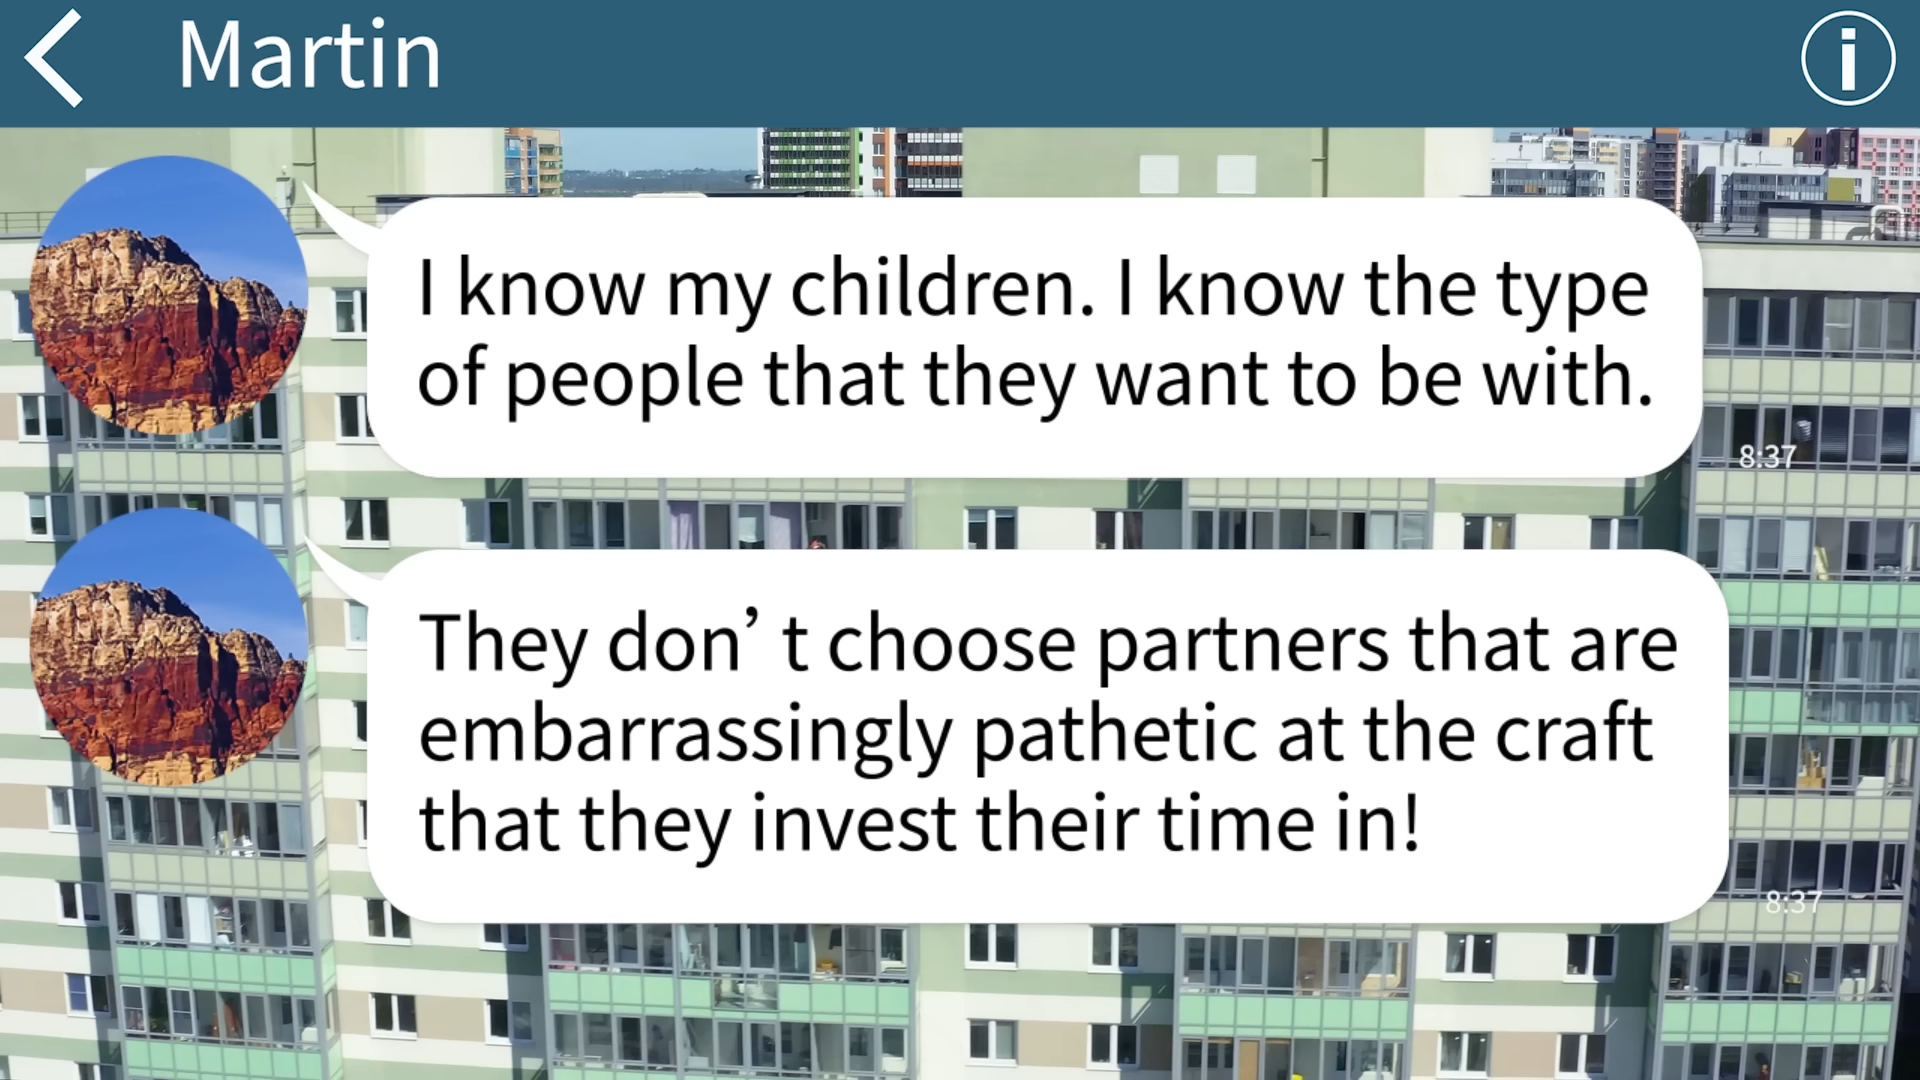 Martin
I know my children. I know the type
of people that they want to be with.
8:37
They don’ t choose partners that are
embarrassingly pathetic at the craft
that they invest their time in!
8:37